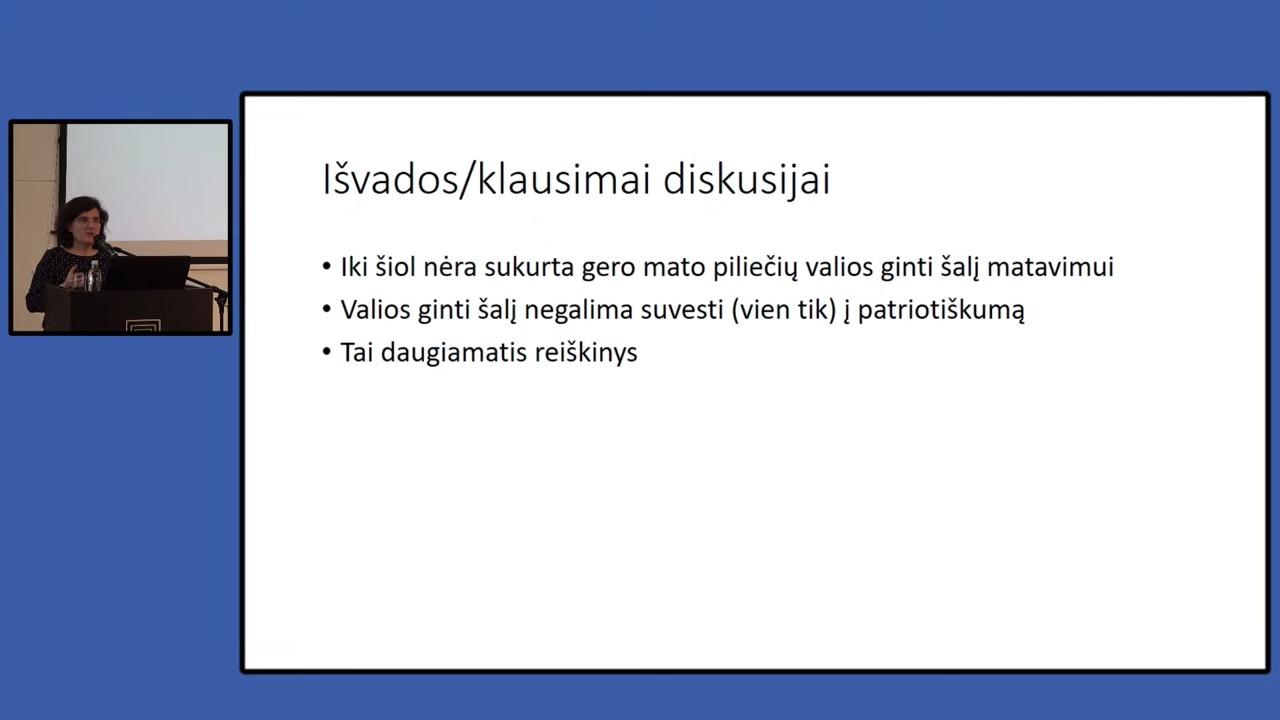 Išvados/klausimai diskusijai
• Iki šiol nėra sukurta gero mato piliečių valios ginti šalį matavimui
• Valios ginti šalį negalima suvesti (vien tik) į patriotiškumą
• Tai daugiamatis reiškinys